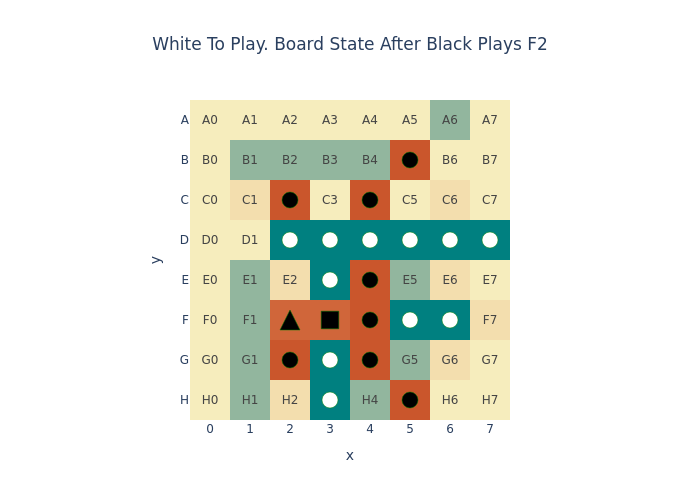 White To Play. Board State After Black Plays F2
A A0 A1 A2 A3 A4 A5 A6 A7
B B0 B1 B2 B3 B4 B6 B7
C C0 C1 C3 C5 C6 C7
D D0 D1
E E0 E1 E2 E5 E6 E7
F F0 F1 F7
G G0 G1 G5 G6 G7
H H0 H1 H2 H4 H6 H7
0 1 2 3 4 5 6 7
x
y